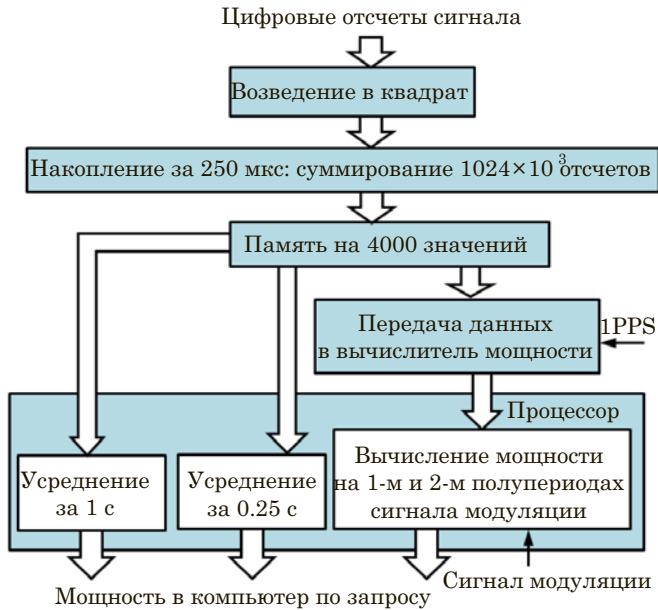 Цифровые отсчеты сигнала
Возведение в квадрат
Накопление за 250 мкс: суммирование 1024×10³ отсчетов
Память на 4000 значений
Передача данных
в вычислитель мощности
1PPS
Процессор
Усреднение
за 1 с
Усреднение
за 0.25 с
Вычисление мощности
на 1-м и 2-м полупериодах
сигнала модуляции
Сигнал модуляции
Мощность в компьютер по запросу